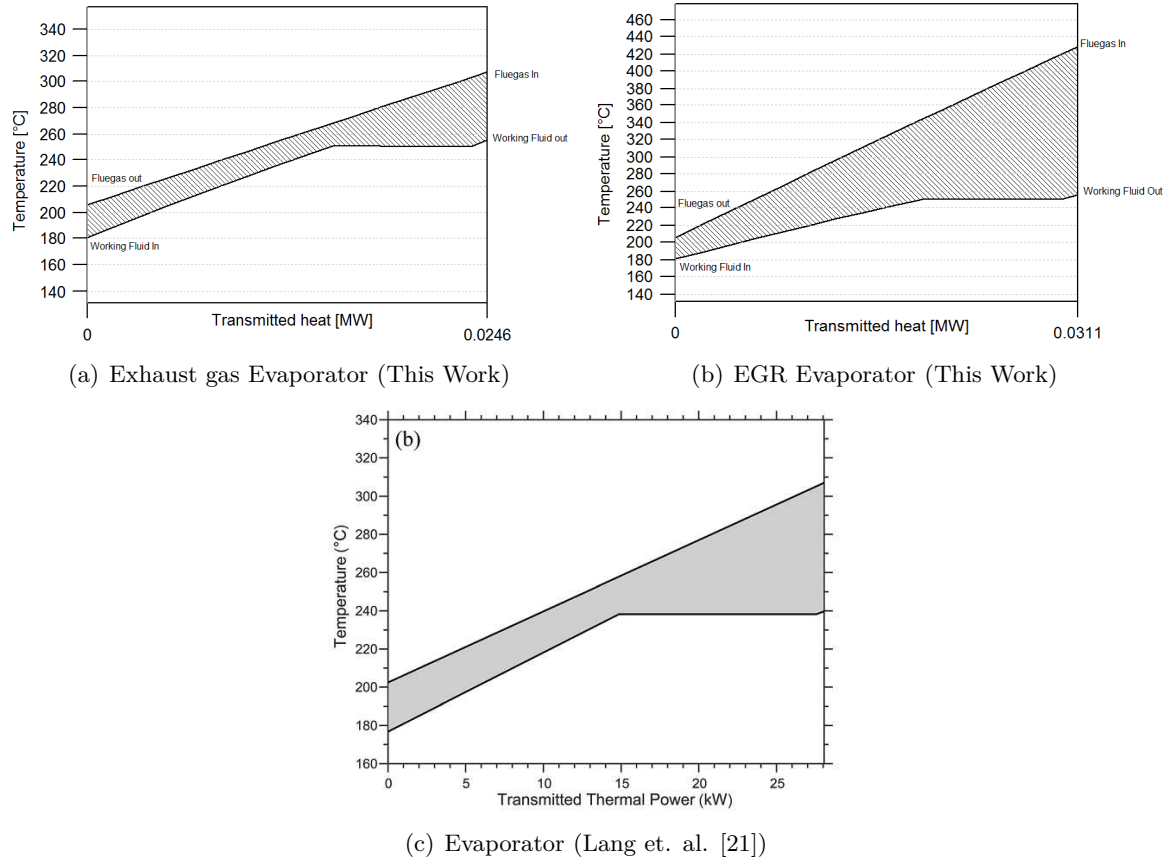 340
320
300
280
260
240
220
200
180
160
140
Temperature [°C]
Fluegas In
Working Fluid out
Fluegas out
Working Fluid In
0
Transmitted heat [MW]
0.0246
(a) Exhaust gas Evaporator (This Work)
460
440
420
400
380
360
340
320
300
280
260
240
220
200
180
160
140
Temperature [°C]
Fluegas In
Working Fluid Out
Fluegas out
Working Fluid In
0
Transmitted heat [MW]
0.0311
(b) EGR Evaporator (This Work)
(b)
340
320
300
280
260
240
220
200
180
160
Temperature (°C)
0 5 10 15 20 25
Transmitted Thermal Power (kW)
(c) Evaporator (Lang et. al. [21])